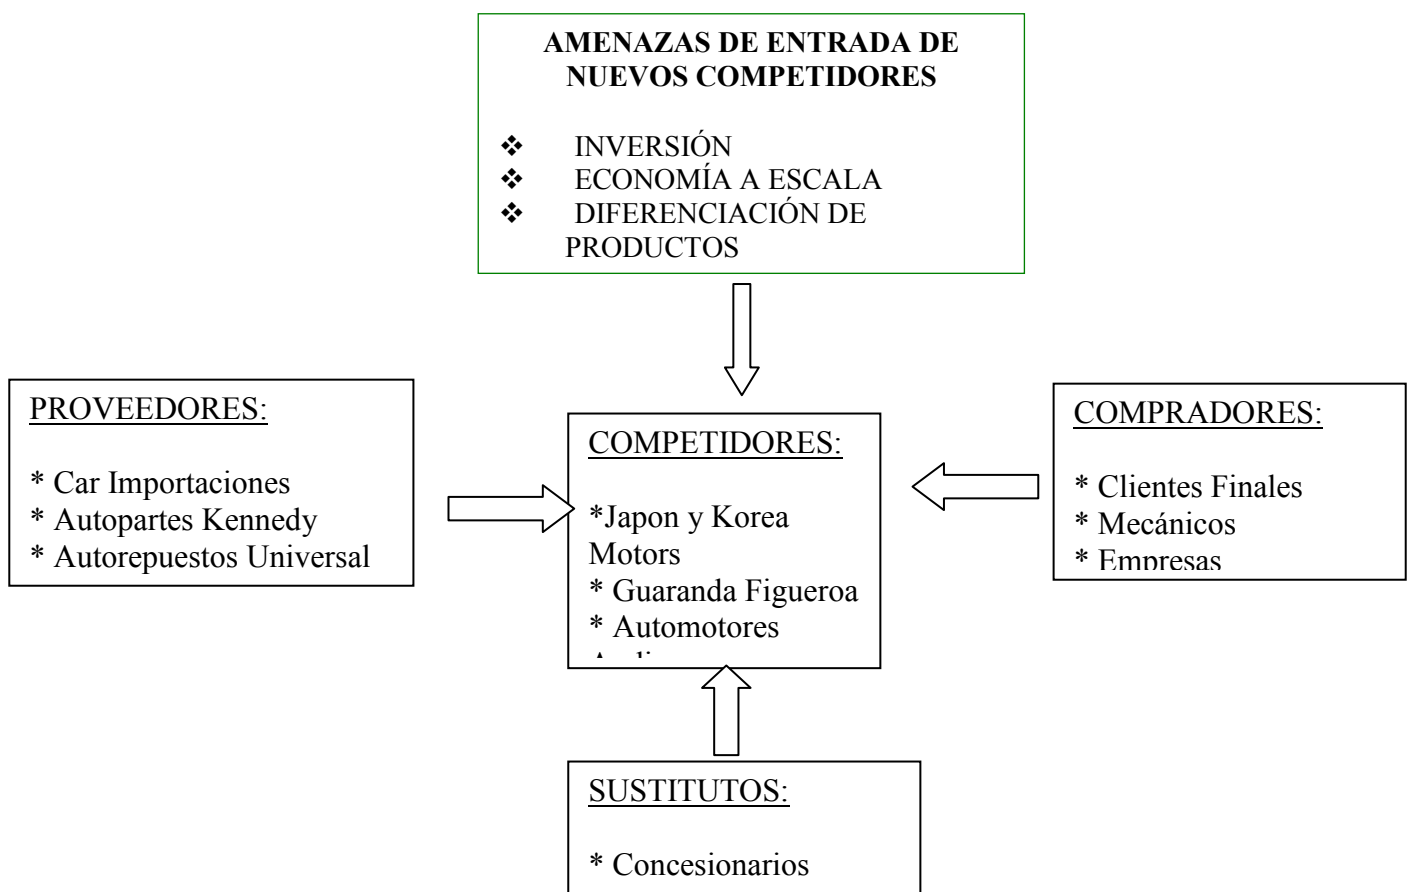 AMENAZAS DE ENTRADA DE
NUEVOS COMPETIDORES
❖ INVERSIÓN
❖ ECONOMÍA A ESCALA
❖ DIFERENCIACIÓN DE
PRODUCTOS
PROVEEDORES:
* Car Importaciones
* Autopartes Kennedy
* Autorepuestos Universal
COMPETIDORES:
*Japon y Korea
Motors
* Guaranda Figueroa
* Automotores
COMPRADORES:
* Clientes Finales
* Mecánicos
* Empresas
SUSTITUTOS:
* Concesionarios